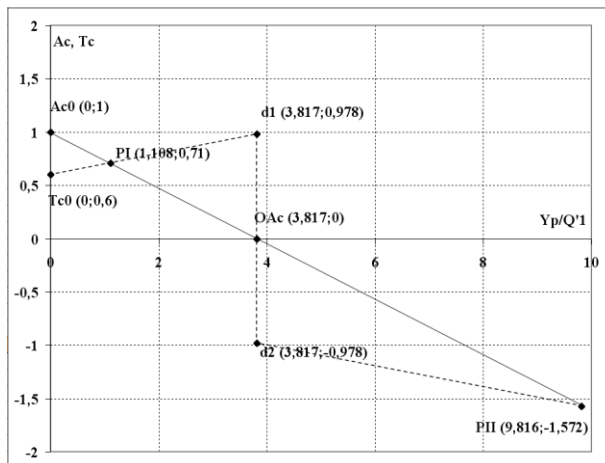 2
Ac, Tc
1,5
Ac0 (0;1)
d1 (3,817;0,978)
1
PI (1,108;0,71)
0,5
Tc0 (0;0,6)
OAc (3,817;0)
Yp/Q'1
0
0
2
4
6
8
10
-0,5
-1
d2 (3,817;-0,978)
-1,5
PII (9,816;-1,572)
-2